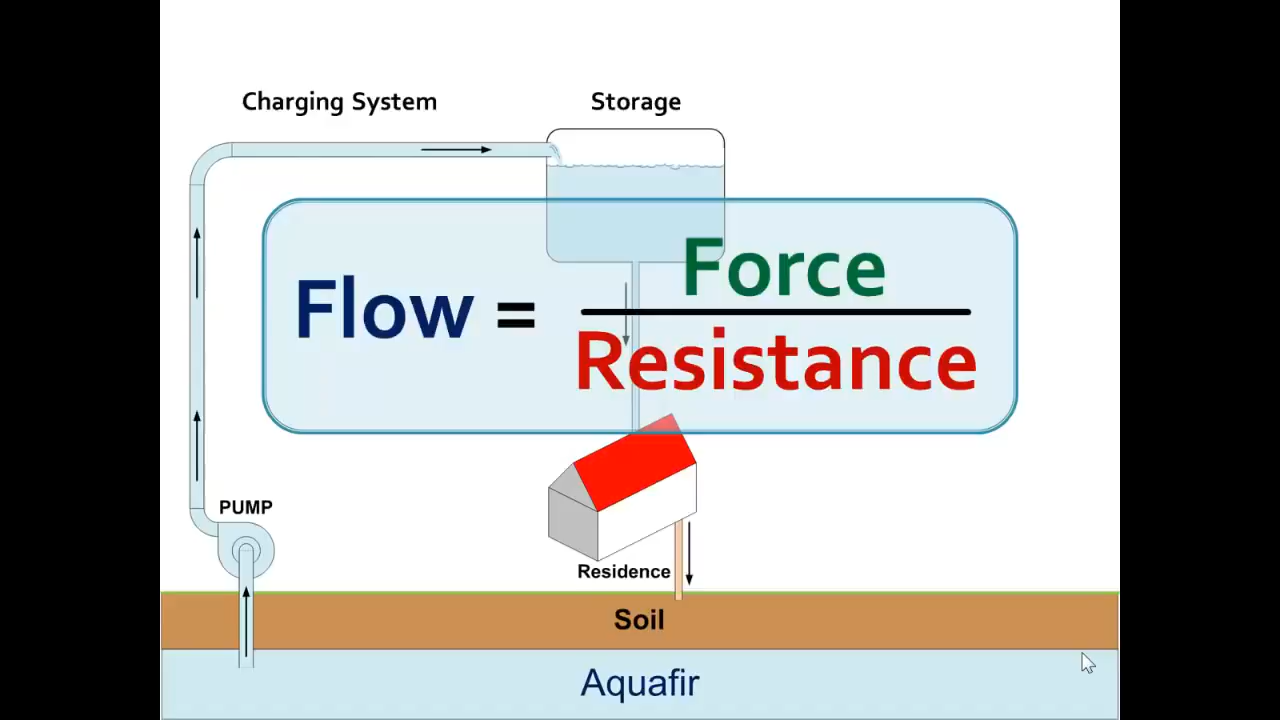 Charging System
Storage
Flow = Force
Resistance
PUMP
Residence
Soil
Aquafir